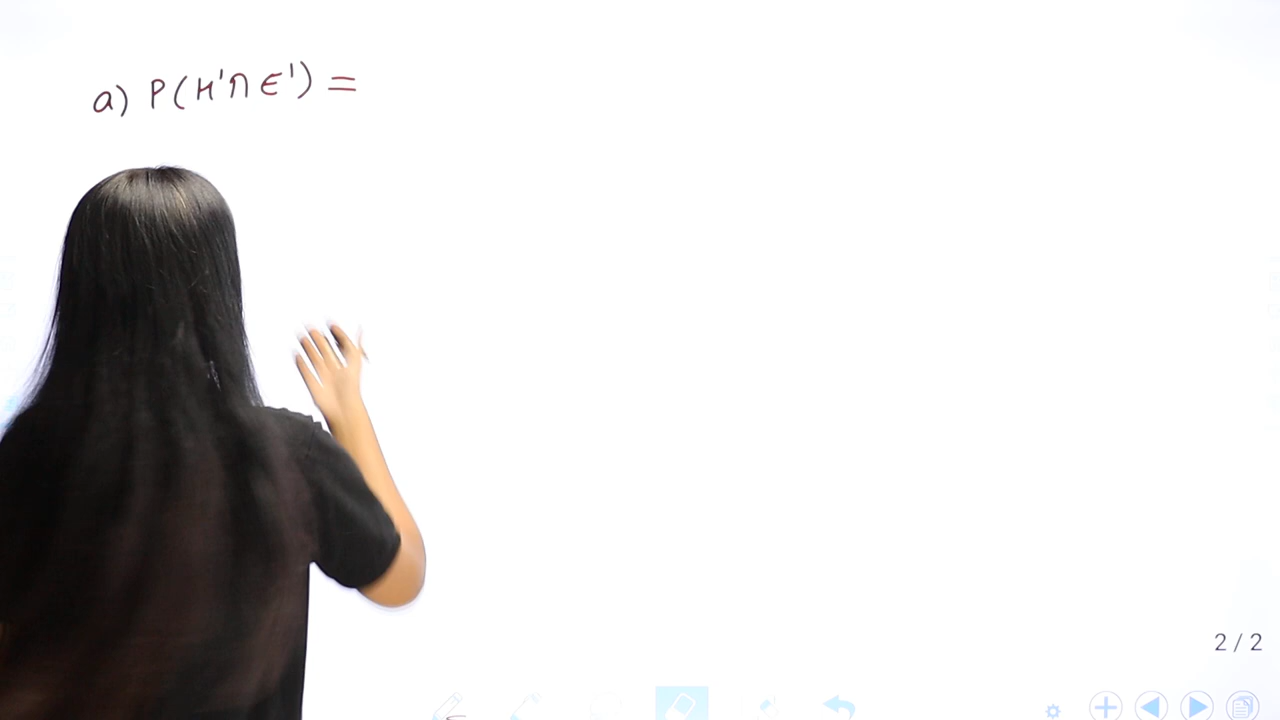 a) P(H'∩E') =
2 / 2